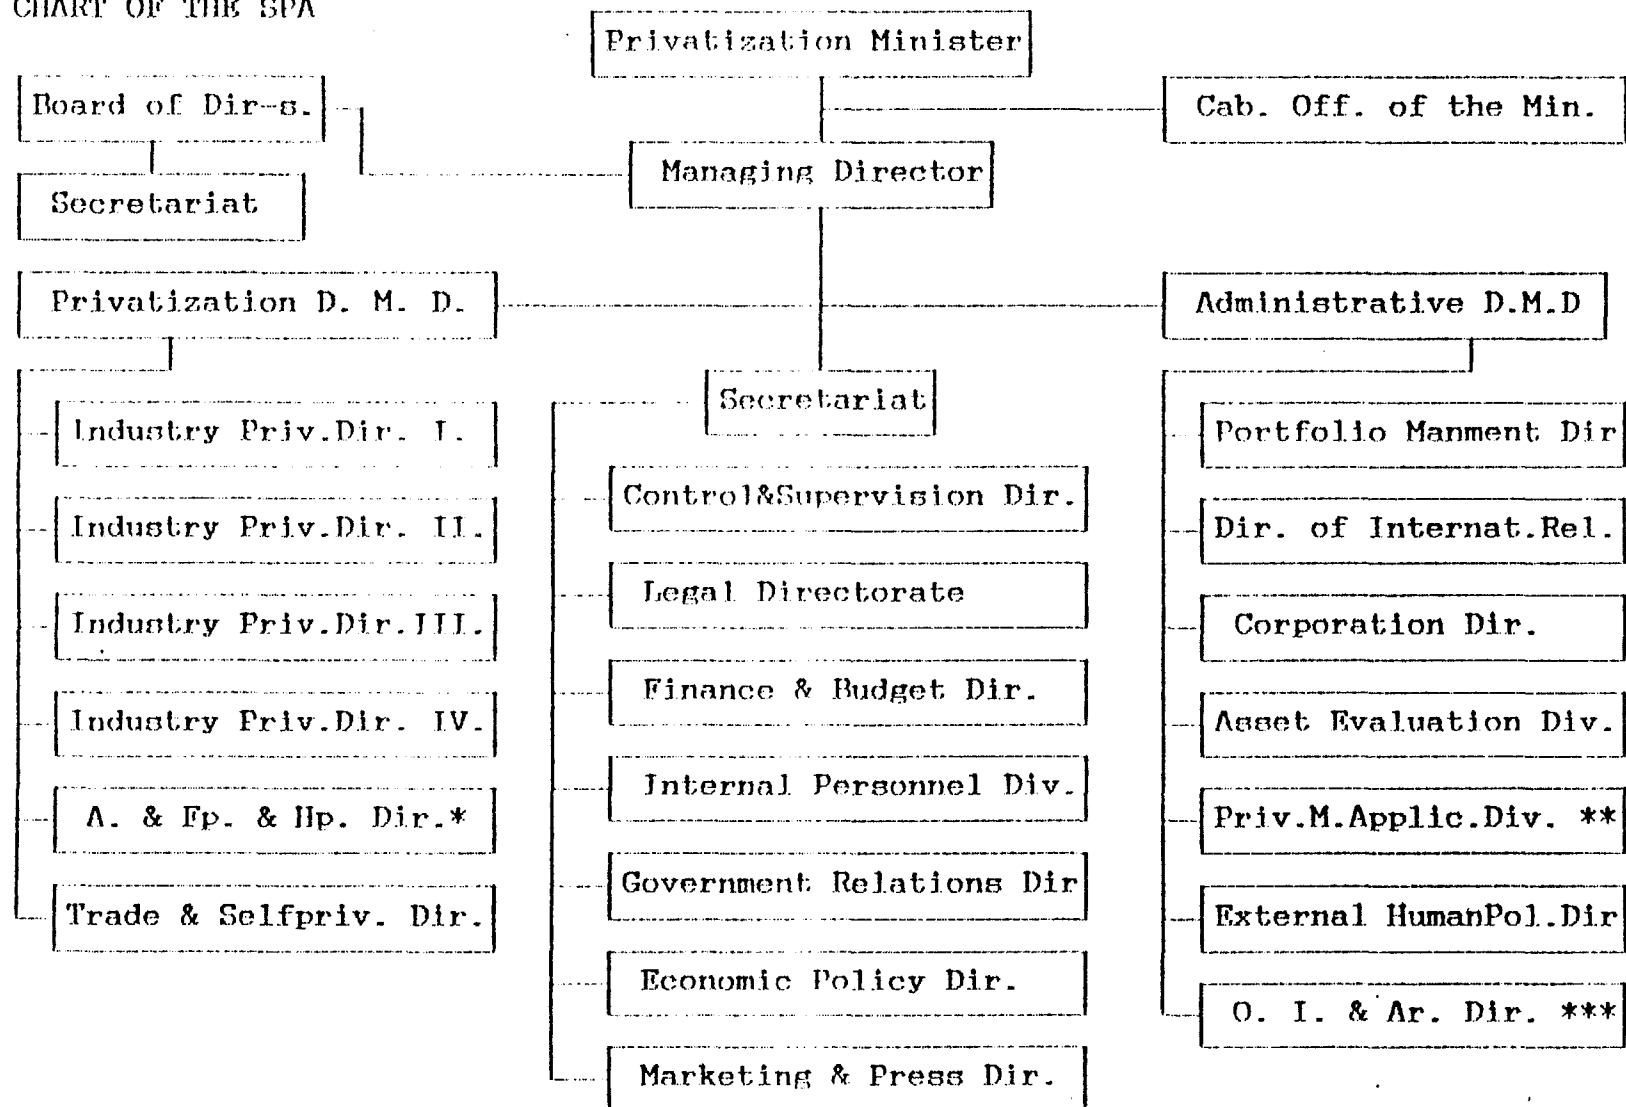 CHART OF THE SPA
Privatization Minister
Board of Dir-s.
Cab. Off. of the Min.
Managing Director
Secretariat
Privatization D. M. D.
Administrative D.M.D
Secretariat
Industry Priv.Dir. I.
Industry Priv.Dir. II.
Industry Priv.Dir.III.
Industry Priv.Dir. IV.
A. & Fp. & Hp. Dir.*
Trade & Selfpriv. Dir.
Control&Supervision Dir.
Legal Directorate
Finance & Budget Dir.
Internal Personnel Div.
Government Relations Dir
Economic Policy Dir.
Marketing & Press Dir.
Portfolio Manment Dir
Dir. of Internat.Rel.
Corporation Dir.
Asset Evaluation Div.
Priv.M.Applic.Div. **
External HumanPol.Dir
O. I. & Ar. Dir. ***